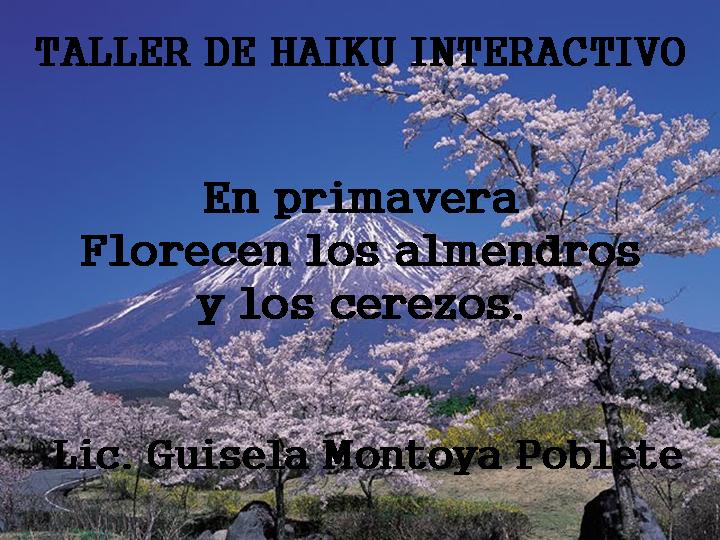 TALLER DE HAIKU INTERACTIVO
En primavera
Florecen los almendros
y los cerezos.
Lic. Guisela Montoya Poblete